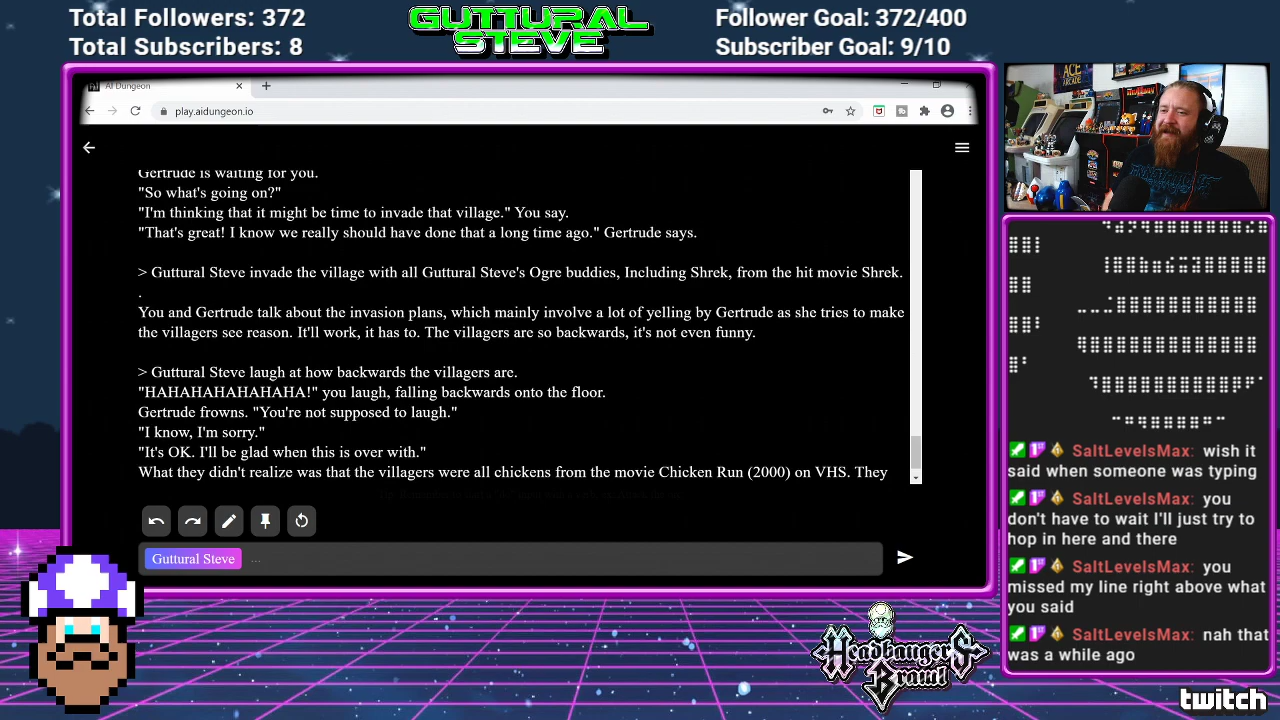 Total Followers: 372
Total Subscribers: 8
GUTTURAL
STEVE
Follower Goal: 372/400
Subscriber Goal: 9/10
AI Dungeon
play.aidungeon.io
Gertrude is waiting for you.
"So what's going on?"
"I'm thinking that it might be time to invade that village." You say.
"That's great! I know we really should have done that a long time ago." Gertrude says.
> Guttural Steve invade the village with all Guttural Steve's Ogre buddies, Including Shrek, from the hit movie Shrek.
.
You and Gertrude talk about the invasion plans, which mainly involve a lot of yelling by Gertrude as she tries to make
the villagers see reason. It'll work, it has to. The villagers are so backwards, it's not even funny.
> Guttural Steve laugh at how backwards the villagers are.
"HAHAHAHAHAHAHA!" you laugh, falling backwards onto the floor.
Gertrude frowns. "You're not supposed to laugh."
"I know, I'm sorry."
"It's OK. I'll be glad when this is over with."
What they didn't realize was that the villagers were all chickens from the movie Chicken Run (2000) on VHS. They
Guttural Steve ...
ACE
ARCADE
SaltLevelsMax: wish it
said when someone was typing
SaltLevelsMax: you
don't have to wait I'll just try to
hop in here and there
SaltLevelsMax: you
missed my line right above what
you said
SaltLevelsMax: nah that
was a while ago
Headbangers
Brawl
twitch